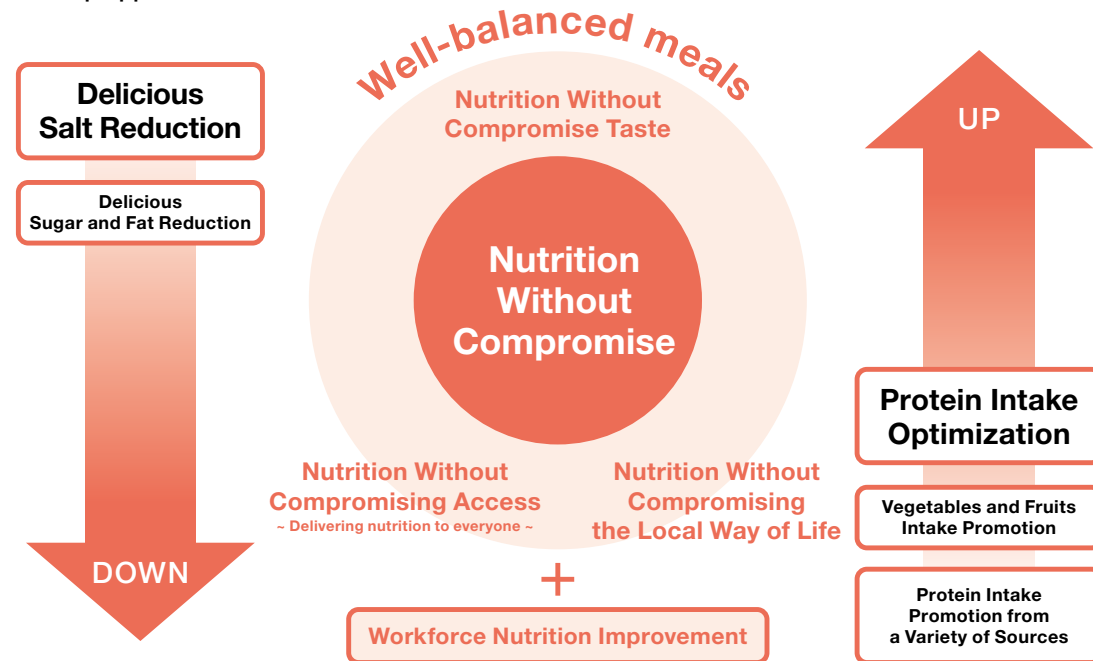 Well-balanced meals
Delicious
Salt Reduction
Delicious
Sugar and Fat Reduction
DOWN
Nutrition Without
Compromise Taste
Nutrition
Without
Compromise
Nutrition Without
Compromising Access
~ Delivering nutrition to everyone ~
Nutrition Without
Compromising
the Local Way of Life
+
Workforce Nutrition Improvement
UP
Protein Intake
Optimization
Vegetables and Fruits
Intake Promotion
Protein Intake
Promotion from
a Variety of Sources